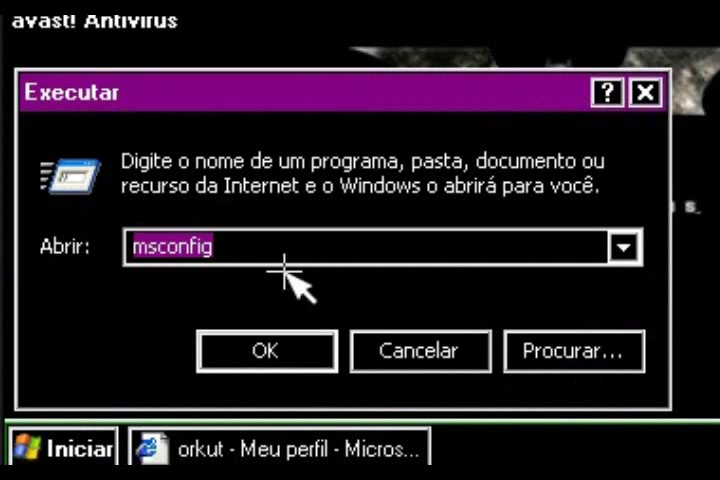 avast! Antivirus
Executar
Digite o nome de um programa, pasta, documento ou
recurso da Internet e o Windows o abrirá para você.
Abrir:
msconfig
OK
Cancelar
Procurar...
Iniciar
orkut - Meu perfil - Micros...